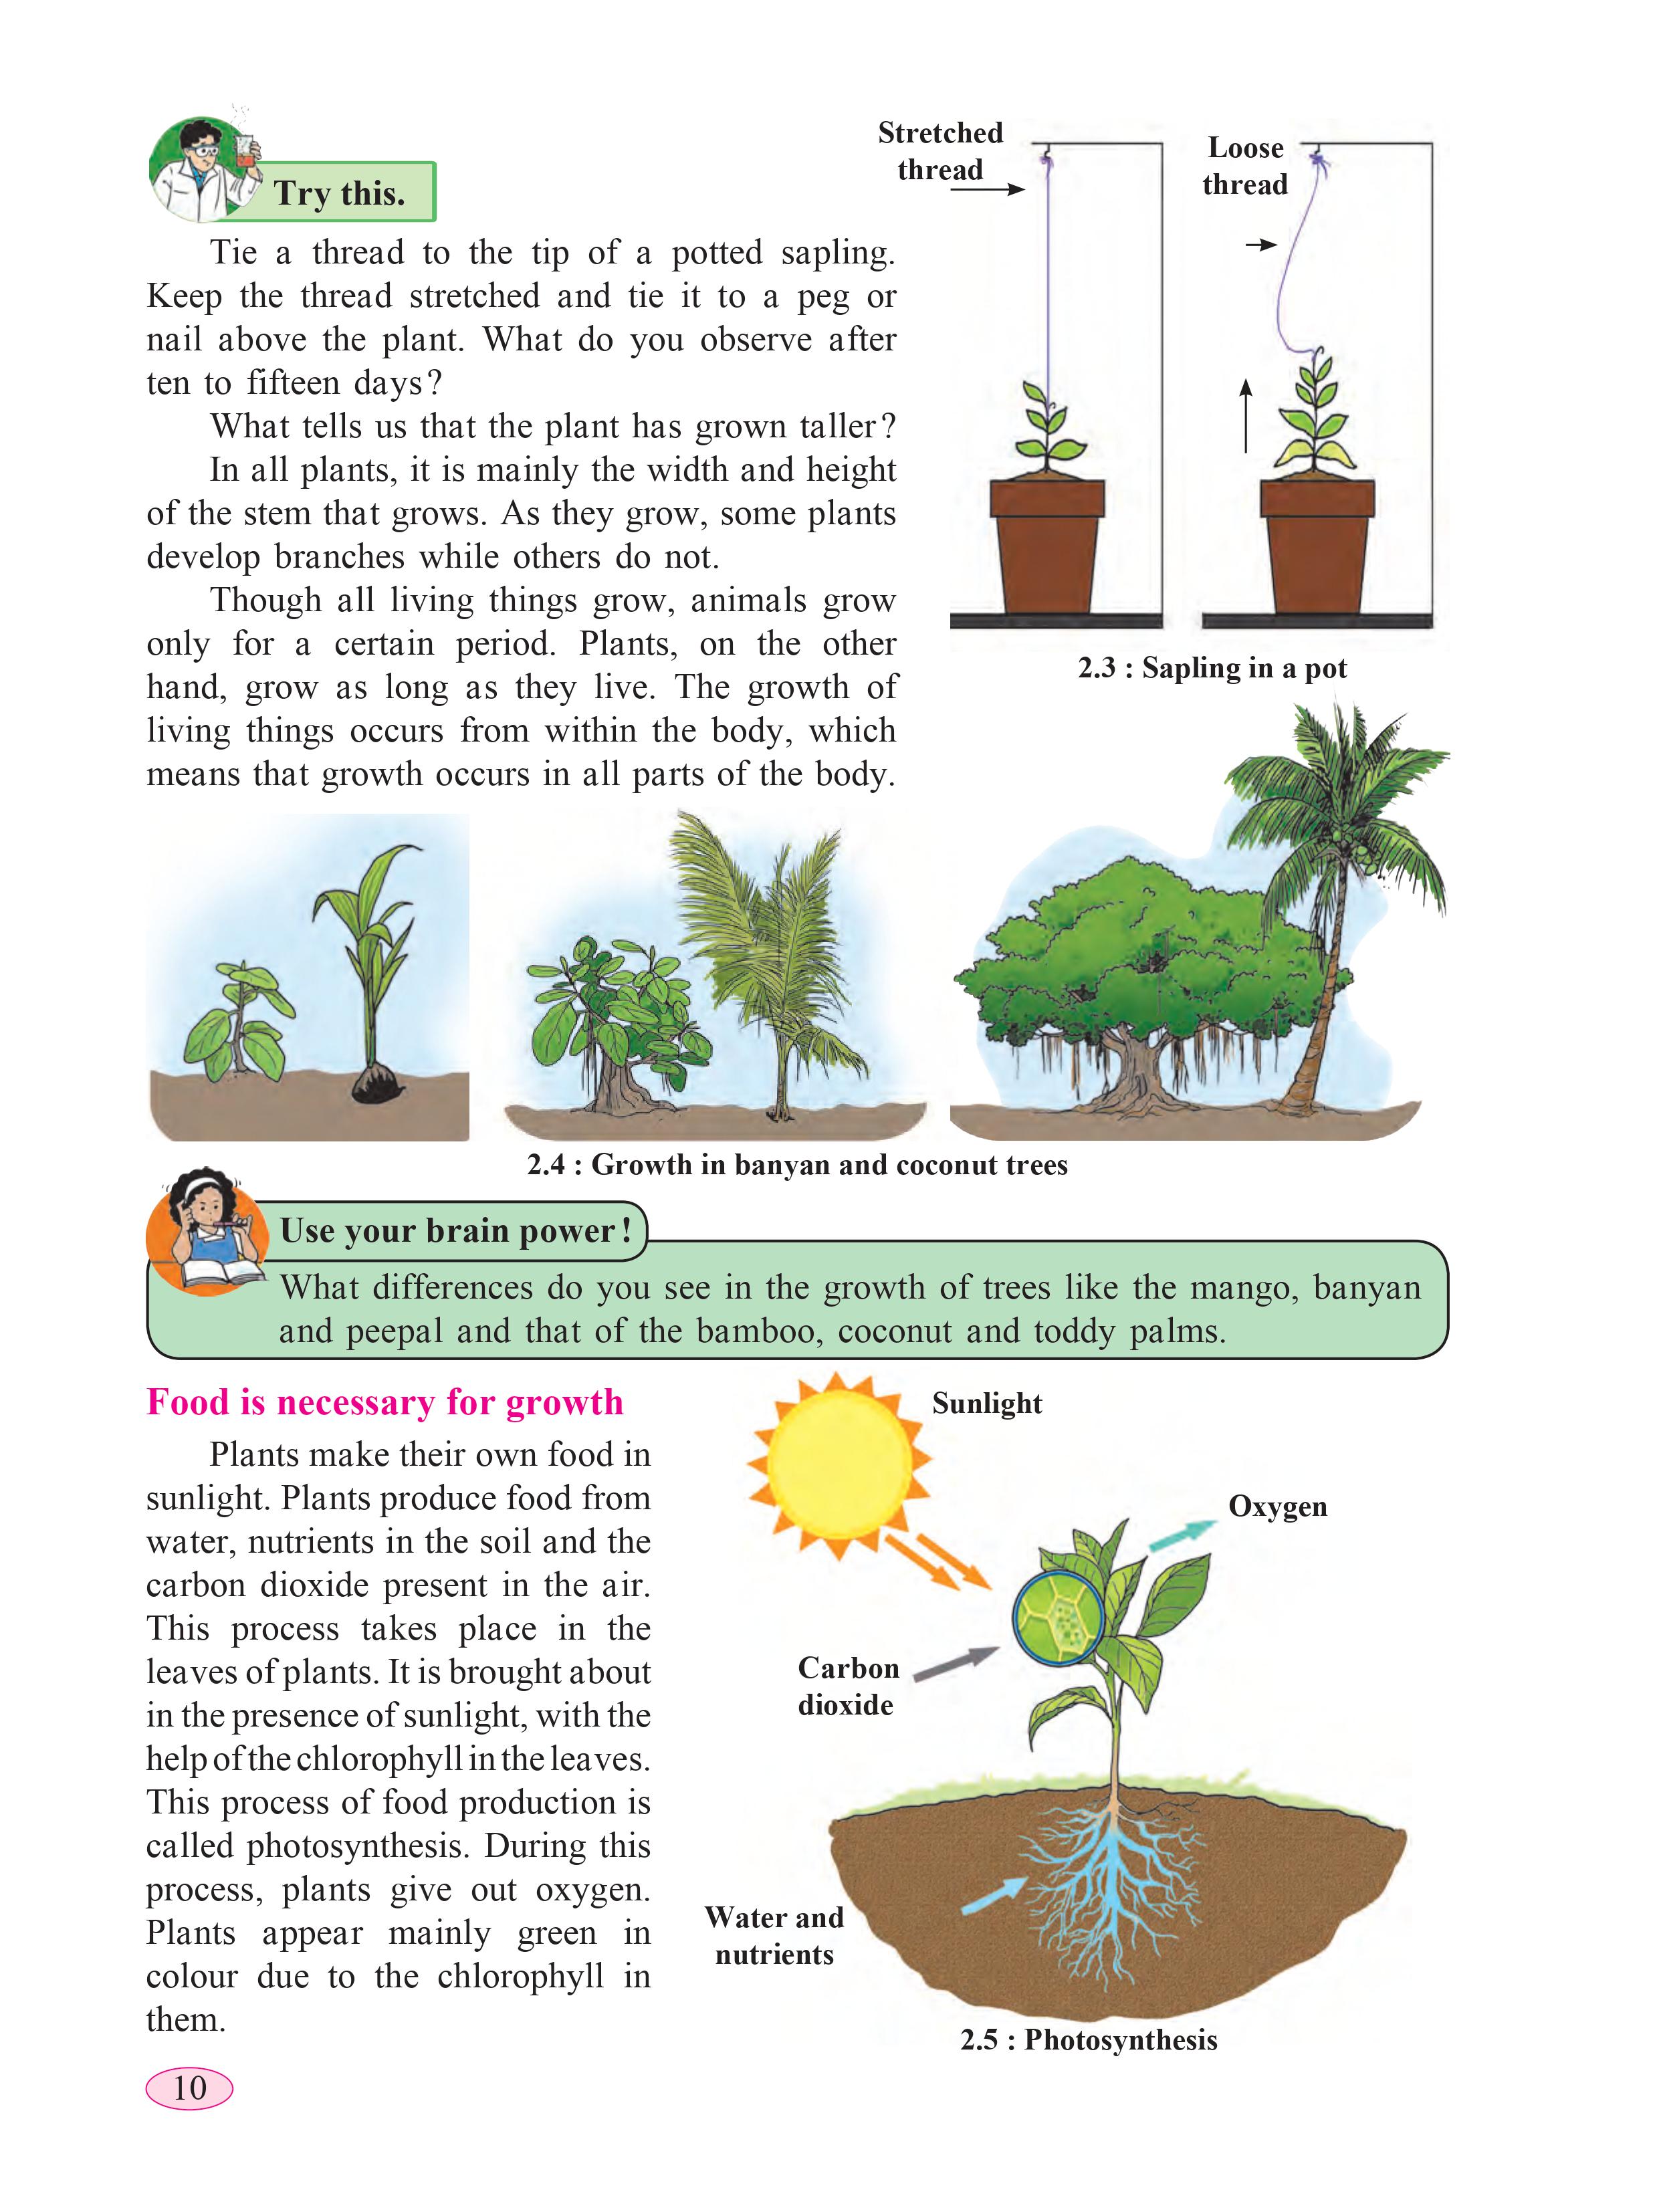 Try this.
Tie a thread to the tip of a potted sapling.
Keep the thread stretched and tie it to a peg or
nail above the plant. What do you observe after
ten to fifteen days?
What tells us that the plant has grown taller?
In all plants, it is mainly the width and height
of the stem that grows. As they grow, some plants
develop branches while others do not.
Though all living things grow, animals grow
only for a certain period. Plants, on the other
hand, grow as long as they live. The growth of
living things occurs from within the body, which
means that growth occurs in all parts of the body.
Stretched
thread
Loose
thread
2.3 : Sapling in a pot
2.4 : Growth in banyan and coconut trees
Use your brain power!
What differences do you see in the growth of trees like the mango, banyan
and peepal and that of the bamboo, coconut and toddy palms.
Food is necessary for growth
Plants make their own food in
sunlight. Plants produce food from
water, nutrients in the soil and the
carbon dioxide present in the air.
This process takes place in the
leaves of plants. It is brought about
in the presence of sunlight, with the
help of the chlorophyll in the leaves.
This process of food production is
called photosynthesis. During this
process, plants give out oxygen.
Plants appear mainly green in
colour due to the chlorophyll in
them.
Sunlight
Oxygen
Carbon
dioxide
Water and
nutrients
2.5 : Photosynthesis
10